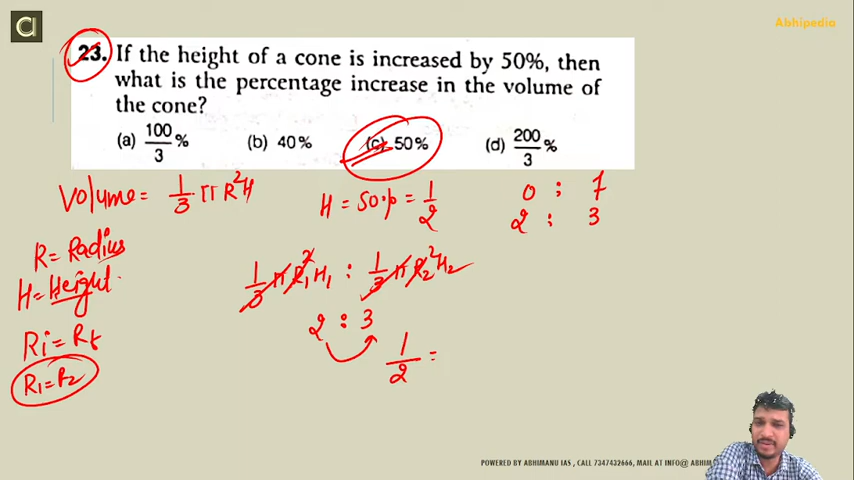 Abhipedia
23. If the height of a cone is increased by 50%, then
what is the percentage increase in the volume of
the cone?
(a) 100/3 % (b) 40% (c) 50% (d) 200/3 %
Volume = 1/3 π R²H
H = 50% = 1/2
0 : 1
2 : 3
R = Radius
H = Height
Ri = Rf
R1 = R2
1/3 π R₁² H₁ : 1/3 π R₂² H₂
2 : 3
1/2 =
POWERED BY ABHIMANU IAS , CALL 7347432666, MAIL AT INFO@ ABHIM